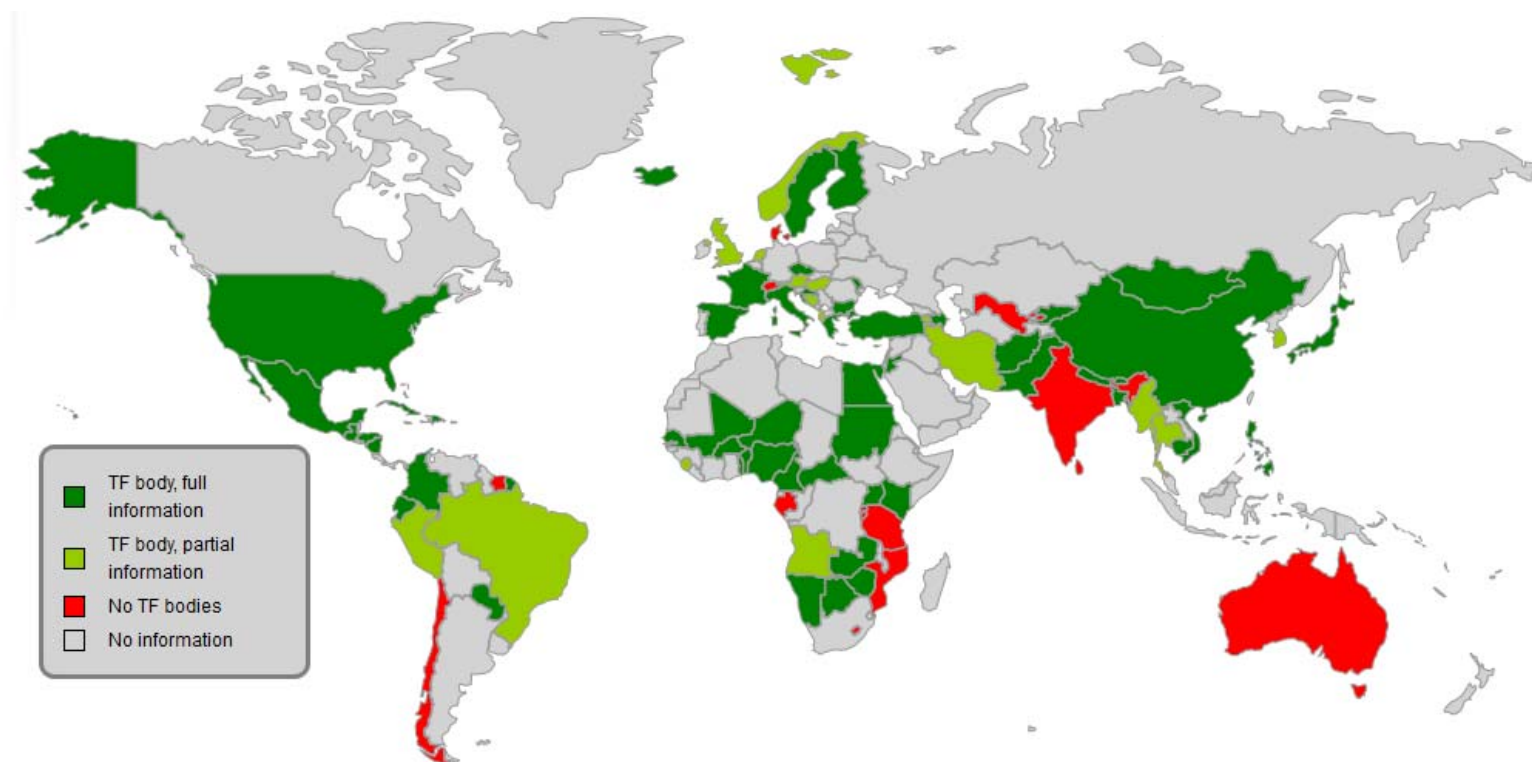 TF body, full
information
TF body, partial
information
No TF bodies
No information